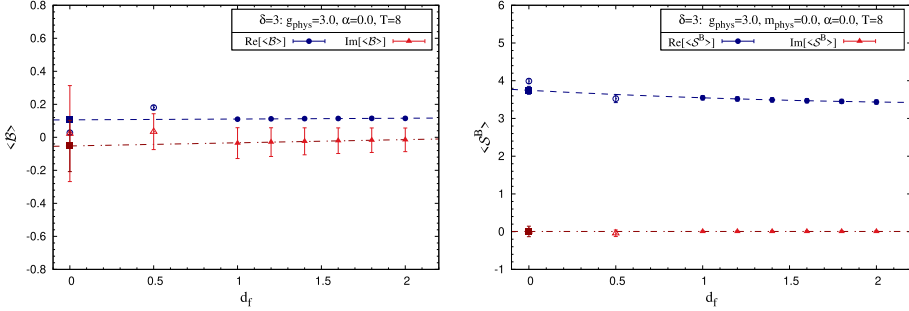 δ=3: g_phys=3.0, α=0.0, T=8
Re[<ℬ>] Im[<ℬ>]
0.8
0.6
0.4
0.2
0
-0.2
-0.4
-0.6
-0.8
<ℬ>
0 0.5 1 1.5 2
d_f
δ=3: g_phys=3.0, m_phys=0.0, α=0.0, T=8
Re[<𝒮^B>] Im[<𝒮^B>]
6
5
4
3
2
1
0
-1
<𝒮^B>
0 0.5 1 1.5 2
d_f